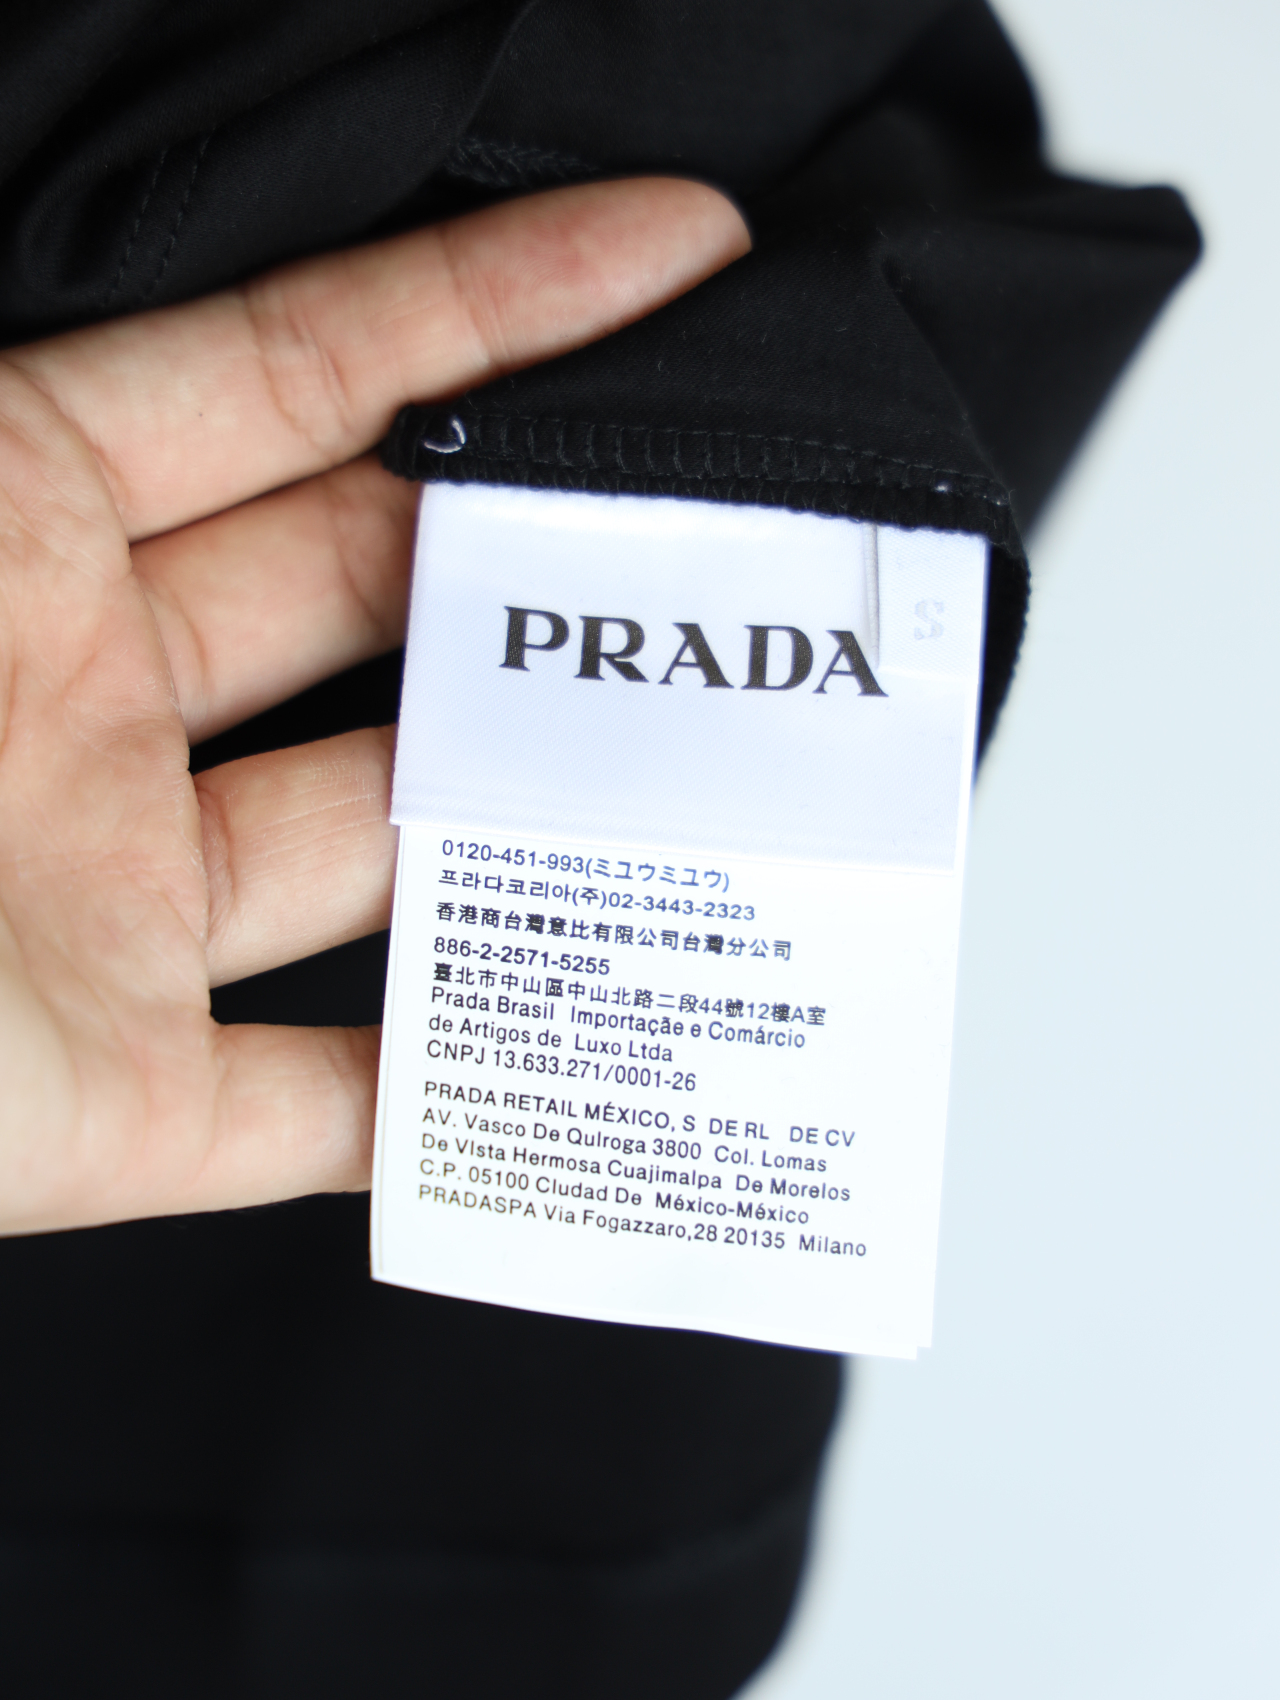 PRADA
S
0120-451-993(ミユウミユウ)
프라다코리아(주)02-3443-2323
香港商台灣意比有限公司台灣分公司
886-2-2571-5255
臺北市中山區中山北路二段44號12樓A室
Prada Brasil Importaçãe e Comárcio
de Artigos de Luxo Ltda
CNPJ 13.633.271/0001-26
PRADA RETAIL MÉXICO, S DE RL DE CV
AV. Vasco De Qulroga 3800 Col. Lomas
De Vlsta Hermosa Cuajimalpa De Morelos
C.P. 05100 Cludad De México-México
PRADASPA Via Fogazzaro,28 20135 Milano